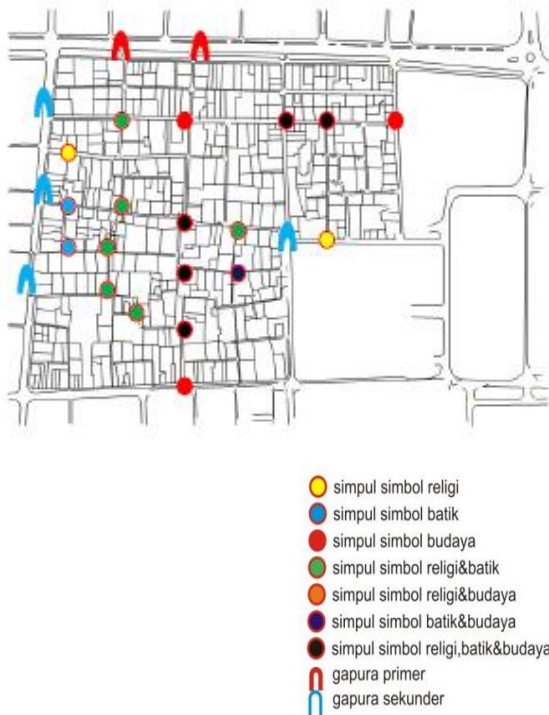 simpul simbol religi
simpul simbol batik
simpul simbol budaya
simpul simbol religi&batik
simpul simbol religi&budaya
simpul simbol batik&budaya
simpul simbol religi,batik&budaya
gapura primer
gapura sekunder